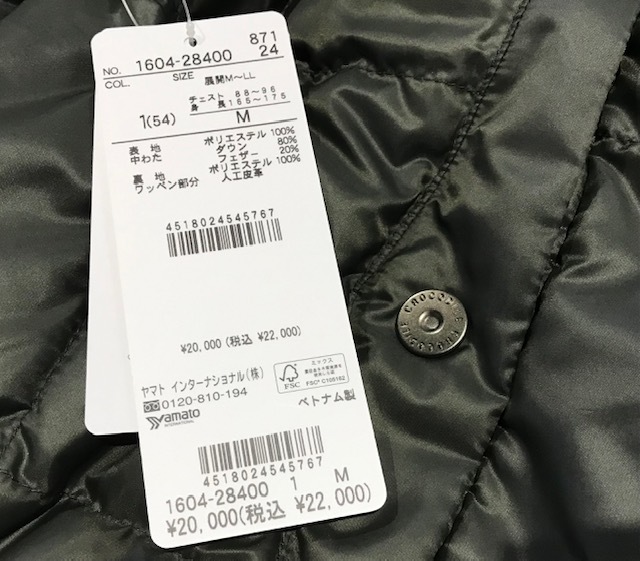 871
NO. 1604-28400 24
COL. SIZE 展開M～LL
チェスト 88～96
身 長 165～175
1(54) M
表 地 ポリエステル 100%
中わた ダウン 80%
フェザー 20%
裏 地 ポリエステル 100%
ワッペン部分 人工皮革
4518024545767
¥20,000(税込 ¥22,000)
ヤマト インターナショナル(株)
0120-810-194
yamato
INTERNATIONAL
FSC
ミックス
FSC® C105162
ベトナム製
4518024545767
1604-28400 1 M
¥20,000(税込 ¥22,000)
CROCODILE